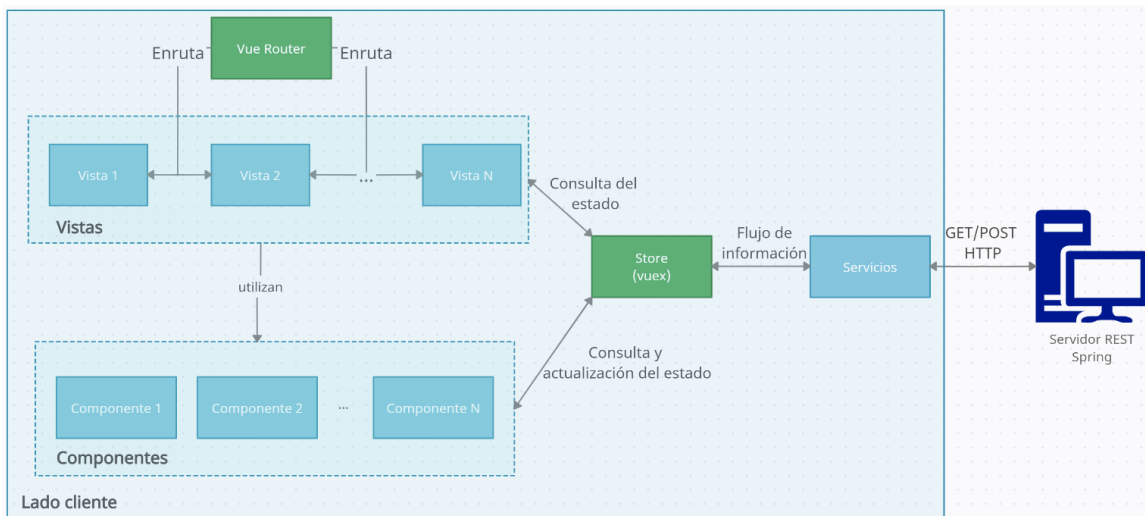 Vue Router
Enruta
Enruta
Vista 1
Vista 2
...
Vista N
Vistas
Consulta del
estado
utilizan
Store
(vuex)
Flujo de
información
Servicios
GET/POST
HTTP
Servidor REST
Spring
Consulta y
actualización del estado
Componente 1
Componente 2
...
Componente N
Componentes
Lado cliente